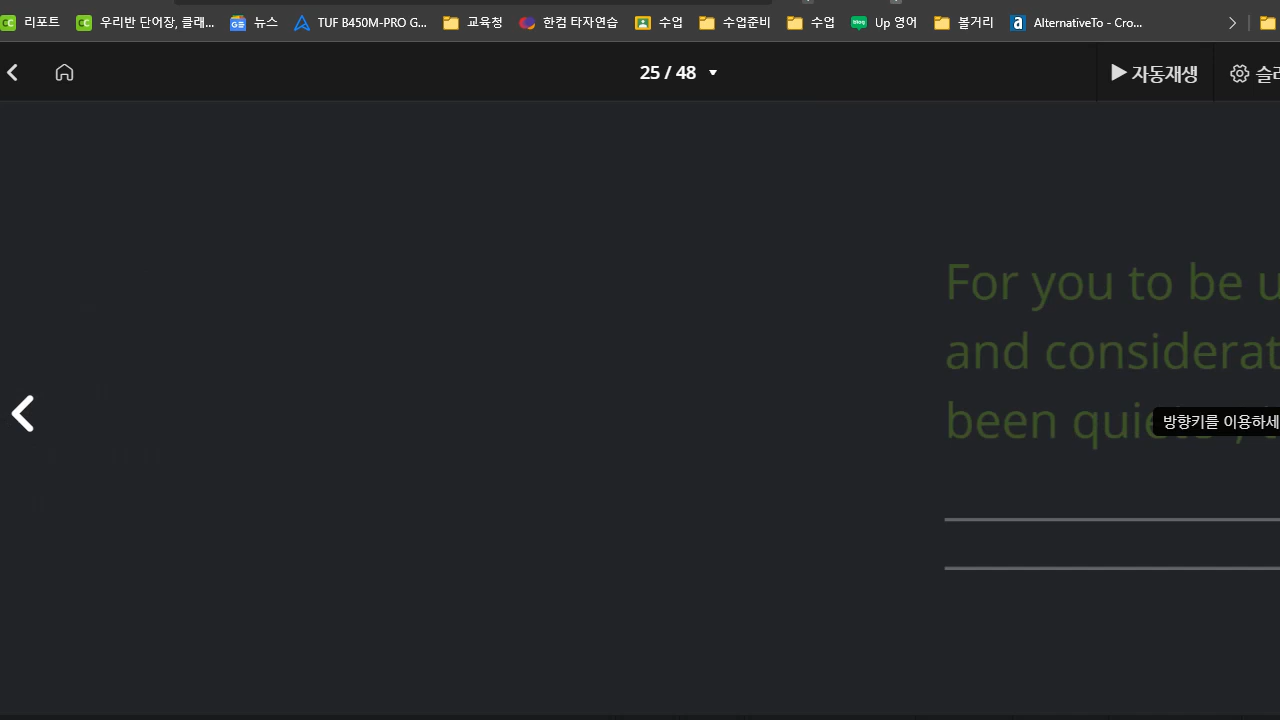 리포트 우리반 단어장, 클래... 뉴스 TUF B450M-PRO G... 교육청 한컴 타자연습 수업 수업준비 수업 Up 영어 볼거리 AlternativeTo - Cro...
25 / 48 자동재생
For you to be
and considerat
방향키를 이용하세